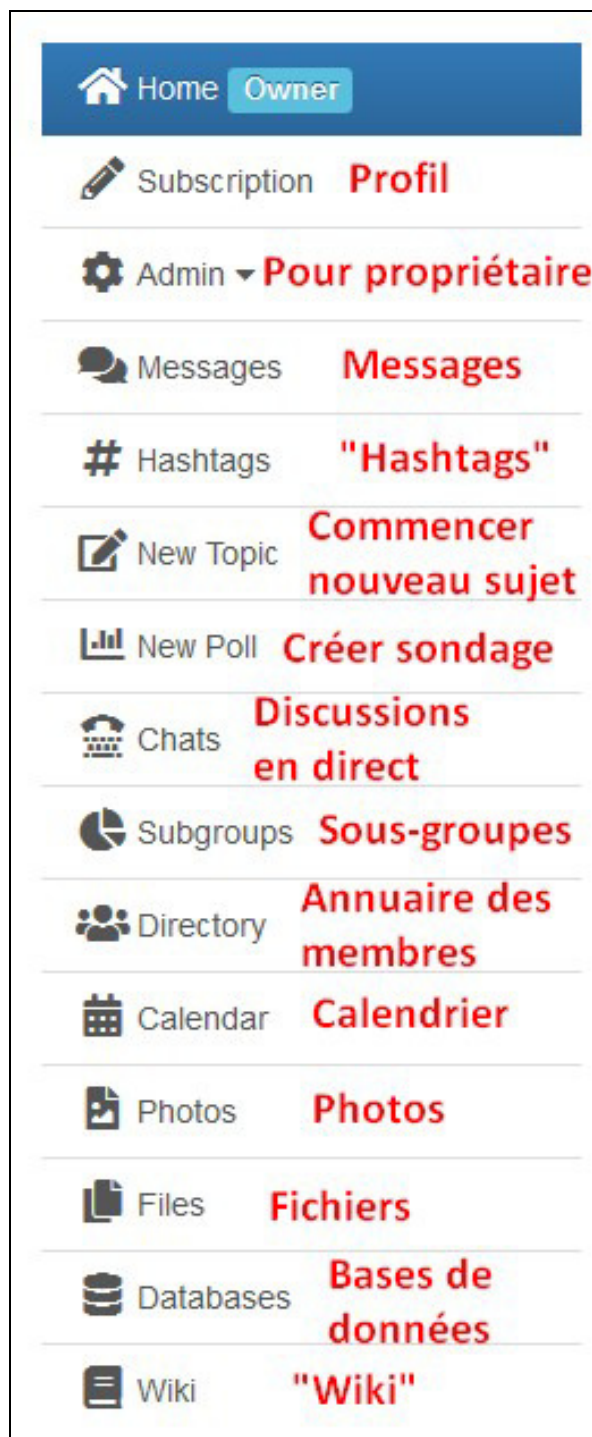 Home Owner
Subscription Profil
Admin Pour propriétaire
Messages Messages
# Hashtags "Hashtags"
New Topic Commencer
nouveau sujet
New Poll Créer sondage
Chats Discussions
en direct
Subgroups Sous-groupes
Directory Annuaire des
membres
Calendar Calendrier
Photos Photos
Files Fichiers
Databases Bases de
données
Wiki "Wiki"